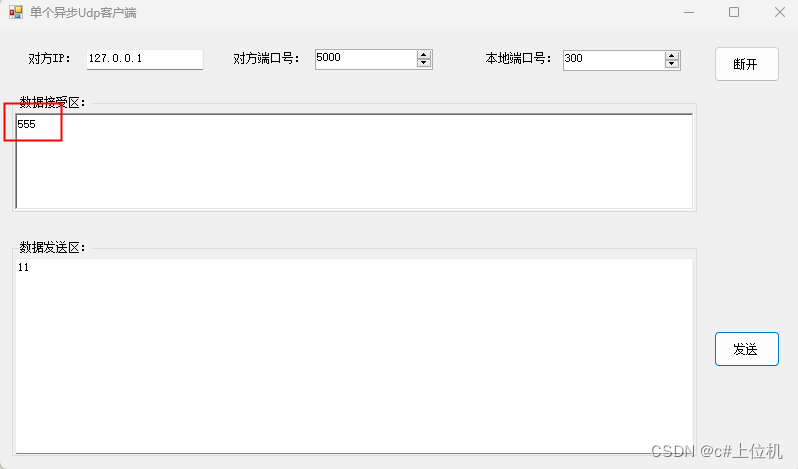 单个异步Udp客户端
对方IP： 127.0.0.1 对方端口号： 5000 本地端口号： 300 断开
数据接受区：
555
数据发送区：
11
发送
CSDN @c#上位机